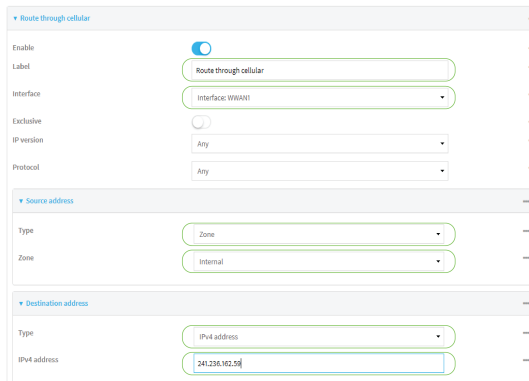 Route through cellular
Enable
Label Route through cellular
Interface Interface: WWAN1
Exclusive
IP version Any
Protocol Any
Source address
Type Zone
Zone Internal
Destination address
Type IPv4 address
IPv4 address 241.236.162.59